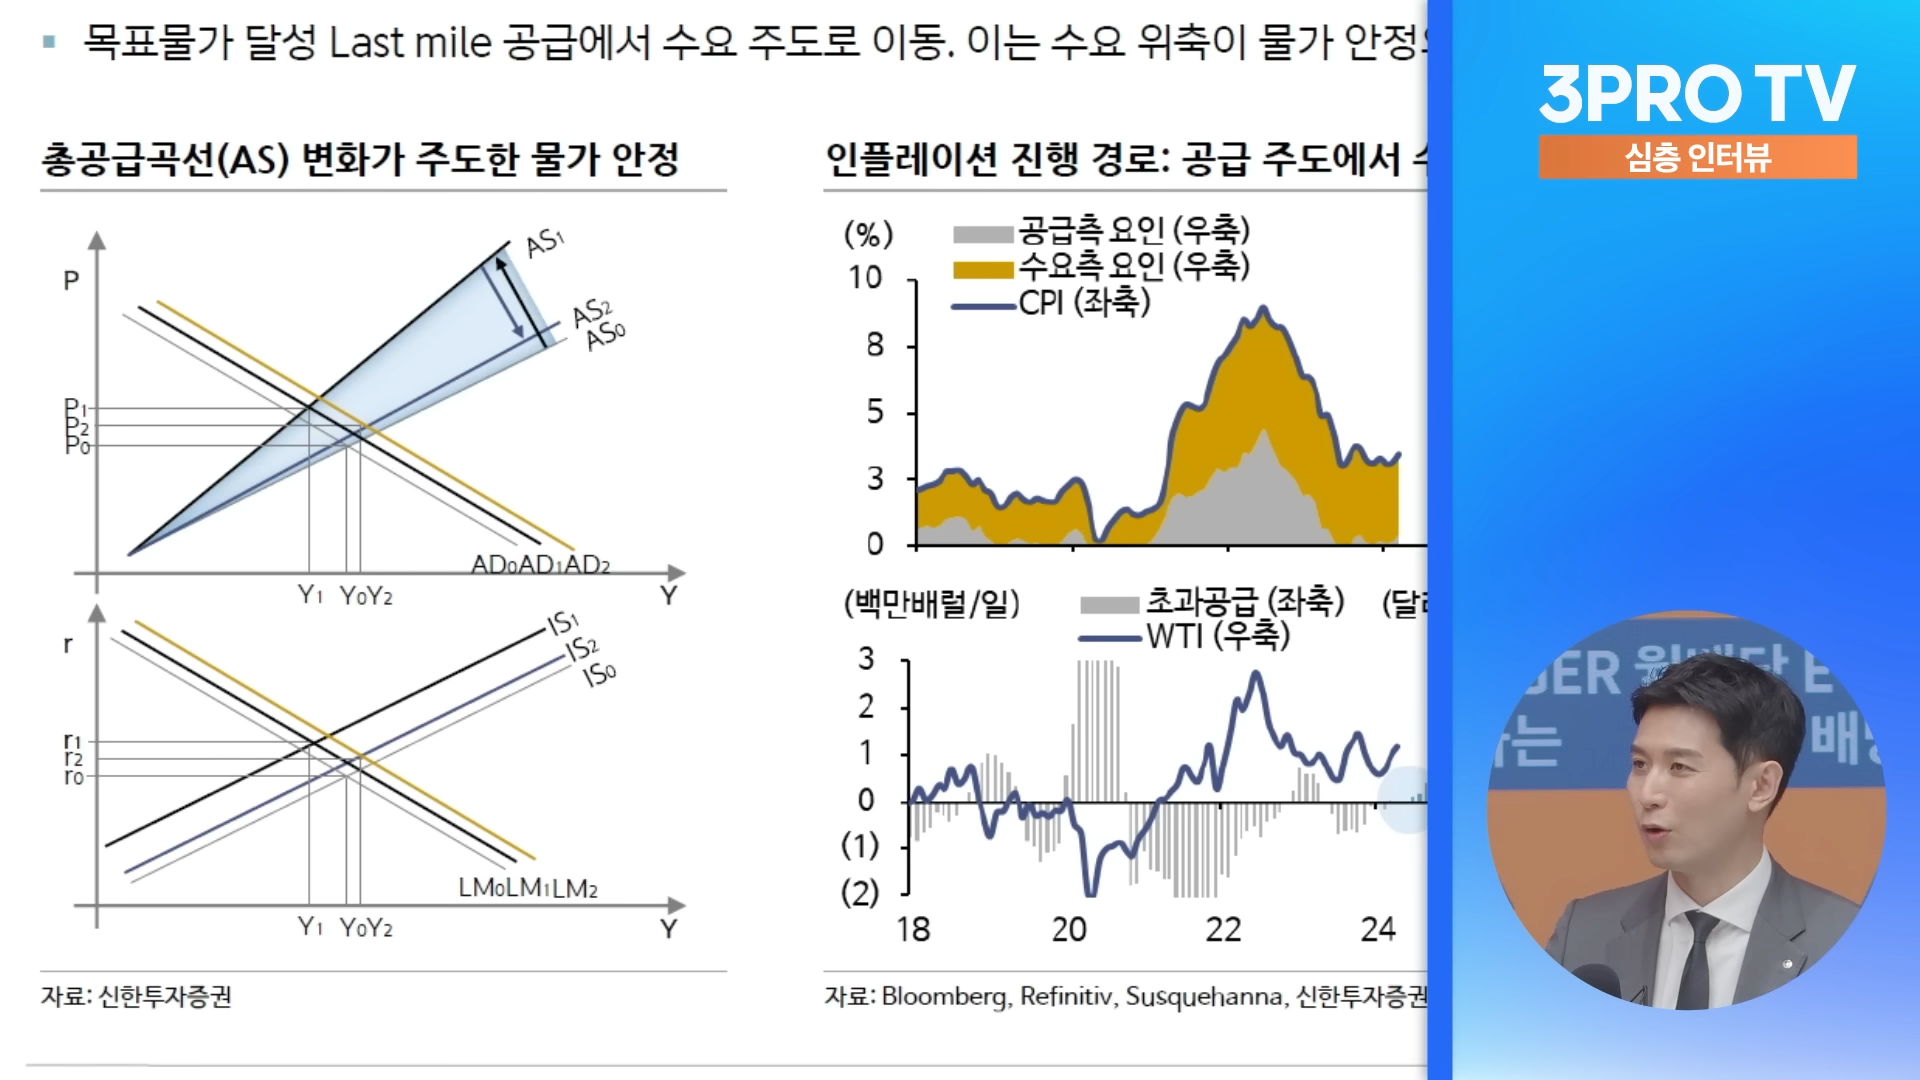 목표물가 달성 Last mile 공급에서 수요 주도로 이동. 이는 수요 위축이 물가 안정
총공급곡선(AS) 변화가 주도한 물가 안정
P
AS1
AS2
AS0
P1
P2
P0
AD0AD1AD2
Y1 Y0Y2
Y
r
IS1
IS2
IS0
r1
r2
r0
LM0LM1LM2
Y1 Y0Y2
Y
자료: 신한투자증권
인플레이션 진행 경로: 공급 주도에서
(%)
공급측 요인 (우축)
수요측 요인 (우축)
CPI (좌축)
10
8
5
3
0
(백만배럴/일)
초과공급 (좌축)
WTI (우축)
(달러
3
2
1
0
(1)
(2)
18 20 22 24
자료: Bloomberg, Refinitiv, Susquehanna, 신한투자증권
3PRO TV
심층 인터뷰